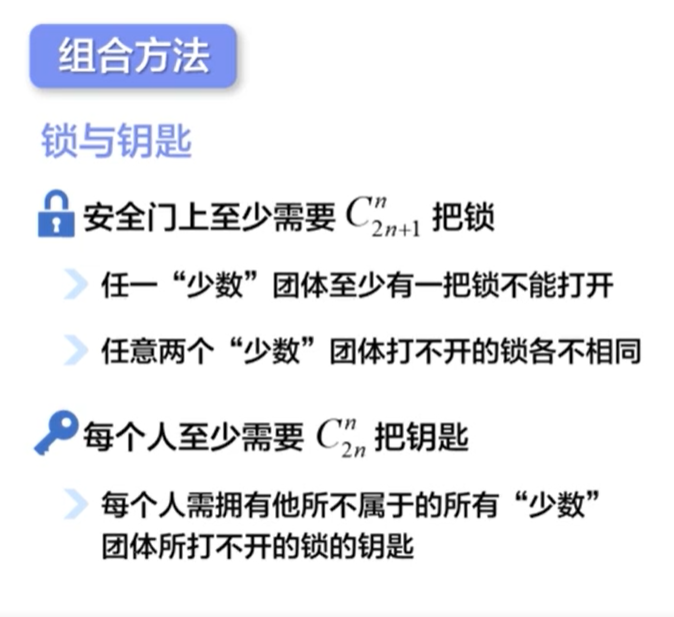 组合方法
锁与钥匙
安全门上至少需要 $C_{2n+1}^{n}$ 把锁
任一“少数”团体至少有一把锁不能打开
任意两个“少数”团体打不开的锁各不相同
每个人至少需要 $C_{2n}^{n}$ 把钥匙
每个人需拥有他所不属于的所有“少数”
团体所打不开的锁的钥匙